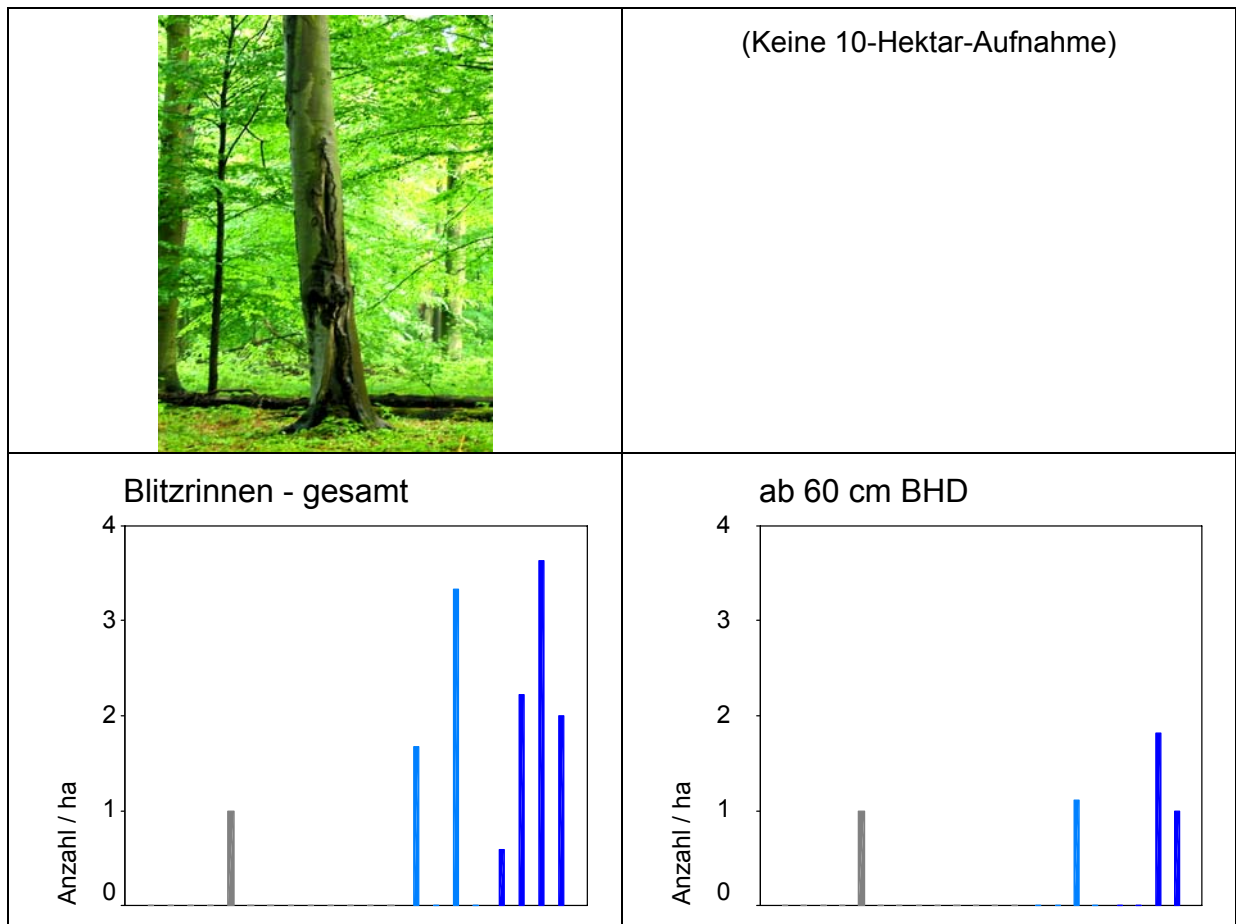 (Keine 10-Hektar-Aufnahme)
Blitzrinnen - gesamt
4
3
2
1
0
Anzahl / ha
ab 60 cm BHD
4
3
2
1
0
Anzahl / ha